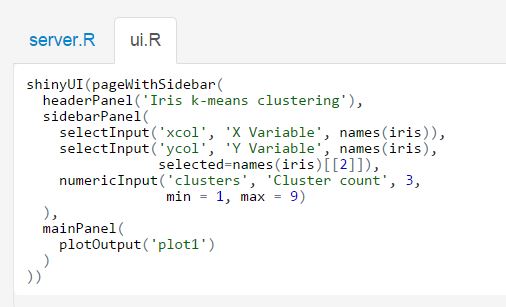 server.R ui.R
shinyUI(pageWithSidebar(
  headerPanel('Iris k-means clustering'),
  sidebarPanel(
    selectInput('xcol', 'X Variable', names(iris)),
    selectInput('ycol', 'Y Variable', names(iris),
                selected=names(iris)[[2]]),
    numericInput('clusters', 'Cluster count', 3,
                 min = 1, max = 9)
  ),
  mainPanel(
    plotOutput('plot1')
  )
))